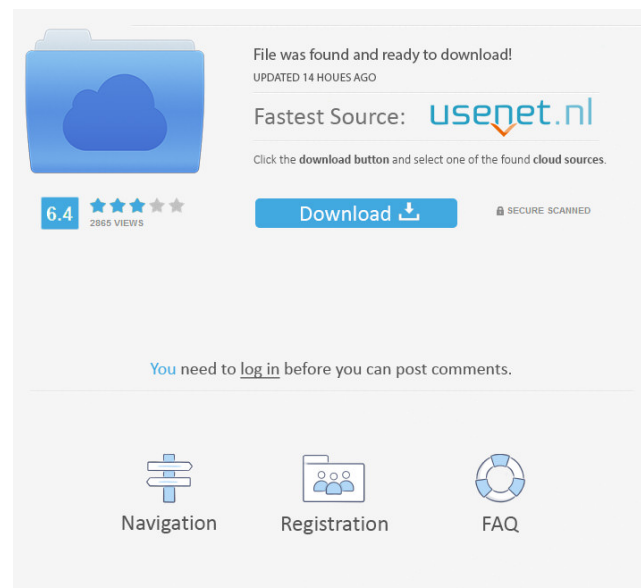 File was found and ready to download!
UPDATED 14 HOUES AGO
Fastest Source: usenet.nl
Click the download button and select one of the found cloud sources.
6.4
2865 VIEWS
Download
SECURE SCANNED
You need to log in before you can post comments.
Navigation
Registration
FAQ